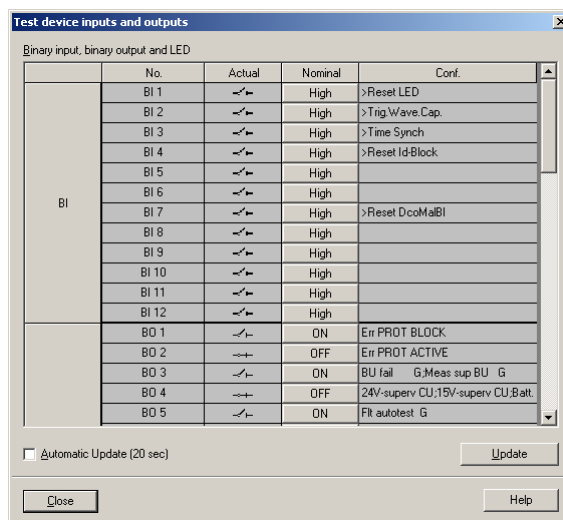 Test device inputs and outputs
Binary input, binary output and LED
No. Actual Nominal Conf.
BI
BI 1 High >Reset LED
BI 2 High >Trig.Wave.Cap.
BI 3 High >Time Synch
BI 4 High >Reset Id-Block
BI 5 High
BI 6 High
BI 7 High >Reset DcoMalBI
BI 8 High
BI 9 High
BI 10 High
BI 11 High
BI 12 High
BO 1 ON Err PROT BLOCK
BO 2 OFF Err PROT ACTIVE
BO 3 ON BU fail G;Meas sup BU G
BO 4 OFF 24V-superv CU;15V-superv CU;Batt.
BO 5 ON Flt autotest G
Automatic Update (20 sec) Update
Close Help